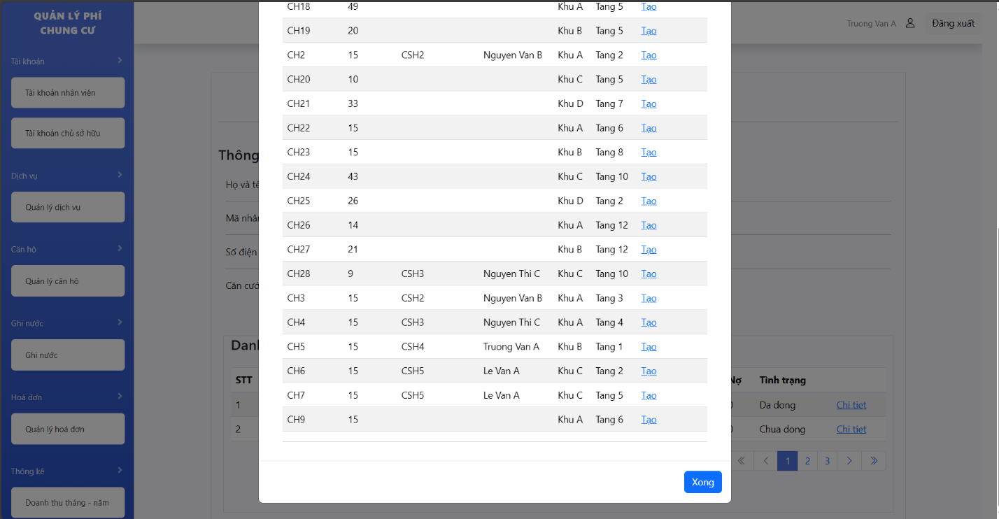 QUẢN LÝ PHÍ
CHUNG CƯ
Tài khoản
Tài khoản nhân viên
Tài khoản chủ sở hữu
Dịch vụ
Quản lý dịch vụ
Căn hộ
Quản lý căn hộ
Ghi nước
Ghi nước
Hoá đơn
Quản lý hoá đơn
Thống kê
Doanh thu tháng - năm
Truong Van A Đăng xuất
Thông
Họ và tê
Mã nhân
Số điện
Căn cướ
CH18 49 Khu A Tang 5 Tạo
CH19 20 Khu B Tang 5 Tạo
CH2 15 CSH2 Nguyen Van B Khu A Tang 2 Tạo
CH20 10 Khu C Tang 5 Tạo
CH21 33 Khu D Tang 7 Tạo
CH22 15 Khu A Tang 6 Tạo
CH23 15 Khu B Tang 8 Tạo
CH24 43 Khu C Tang 10 Tạo
CH25 26 Khu D Tang 2 Tạo
CH26 14 Khu A Tang 12 Tạo
CH27 21 Khu B Tang 12 Tạo
CH28 9 CSH3 Nguyen Thi C Khu C Tang 10 Tạo
CH3 15 CSH2 Nguyen Van B Khu A Tang 3 Tạo
CH4 15 CSH3 Nguyen Thi C Khu A Tang 4 Tạo
CH5 15 CSH4 Truong Van A Khu B Tang 1 Tạo
CH6 15 CSH5 Le Van A Khu C Tang 2 Tạo
CH7 15 CSH5 Le Van A Khu C Tang 5 Tạo
CH9 15 Khu A Tang 6 Tạo
Xong
Danh
STT Nợ Tình trạng
1 Da dong Chi tiet
2 Chua dong Chi tiet
« < 1 2 3 > »